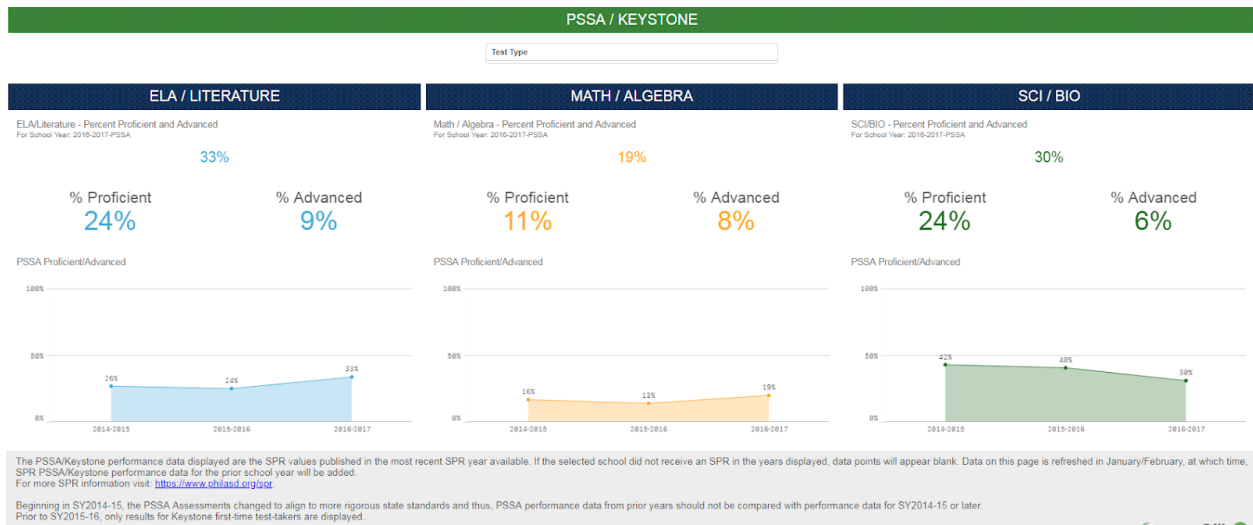 PSSA / KEYSTONE
Test Type
ELA / LITERATURE
MATH / ALGEBRA
SCI / BIO
ELA/Literature - Percent Proficient and Advanced
For School Year: 2016-2017-PSSA
33%
% Proficient
% Advanced
24%
9%
PSSA Proficient/Advanced
100%
50%
0%
26%
24%
33%
2014-2015
2015-2016
2016-2017
Math / Algebra - Percent Proficient and Advanced
For School Year: 2016-2017-PSSA
19%
% Proficient
% Advanced
11%
8%
PSSA Proficient/Advanced
100%
50%
0%
16%
13%
19%
2014-2015
2015-2016
2016-2017
SCI/BIO - Percent Proficient and Advanced
For School Year: 2016-2017-PSSA
30%
% Proficient
% Advanced
24%
6%
PSSA Proficient/Advanced
100%
50%
0%
42%
40%
30%
2014-2015
2015-2016
2016-2017
The PSSA/Keystone performance data displayed are the SPR values published in the most recent SPR year available. If the selected school did not receive an SPR in the years displayed, data points will appear blank. Data on this page is refreshed in January/February, at which time,
SPR PSSA/Keystone performance data for the prior school year will be added.
For more SPR information visit: https://www.philasd.org/spr.
Beginning in SY2014-15, the PSSA Assessments changed to align to more rigorous state standards and thus, PSSA performance data from prior years should not be compared with performance data for SY2014-15 or later.
Prior to SY2015-16, only results for Keystone first-time test-takers are displayed.